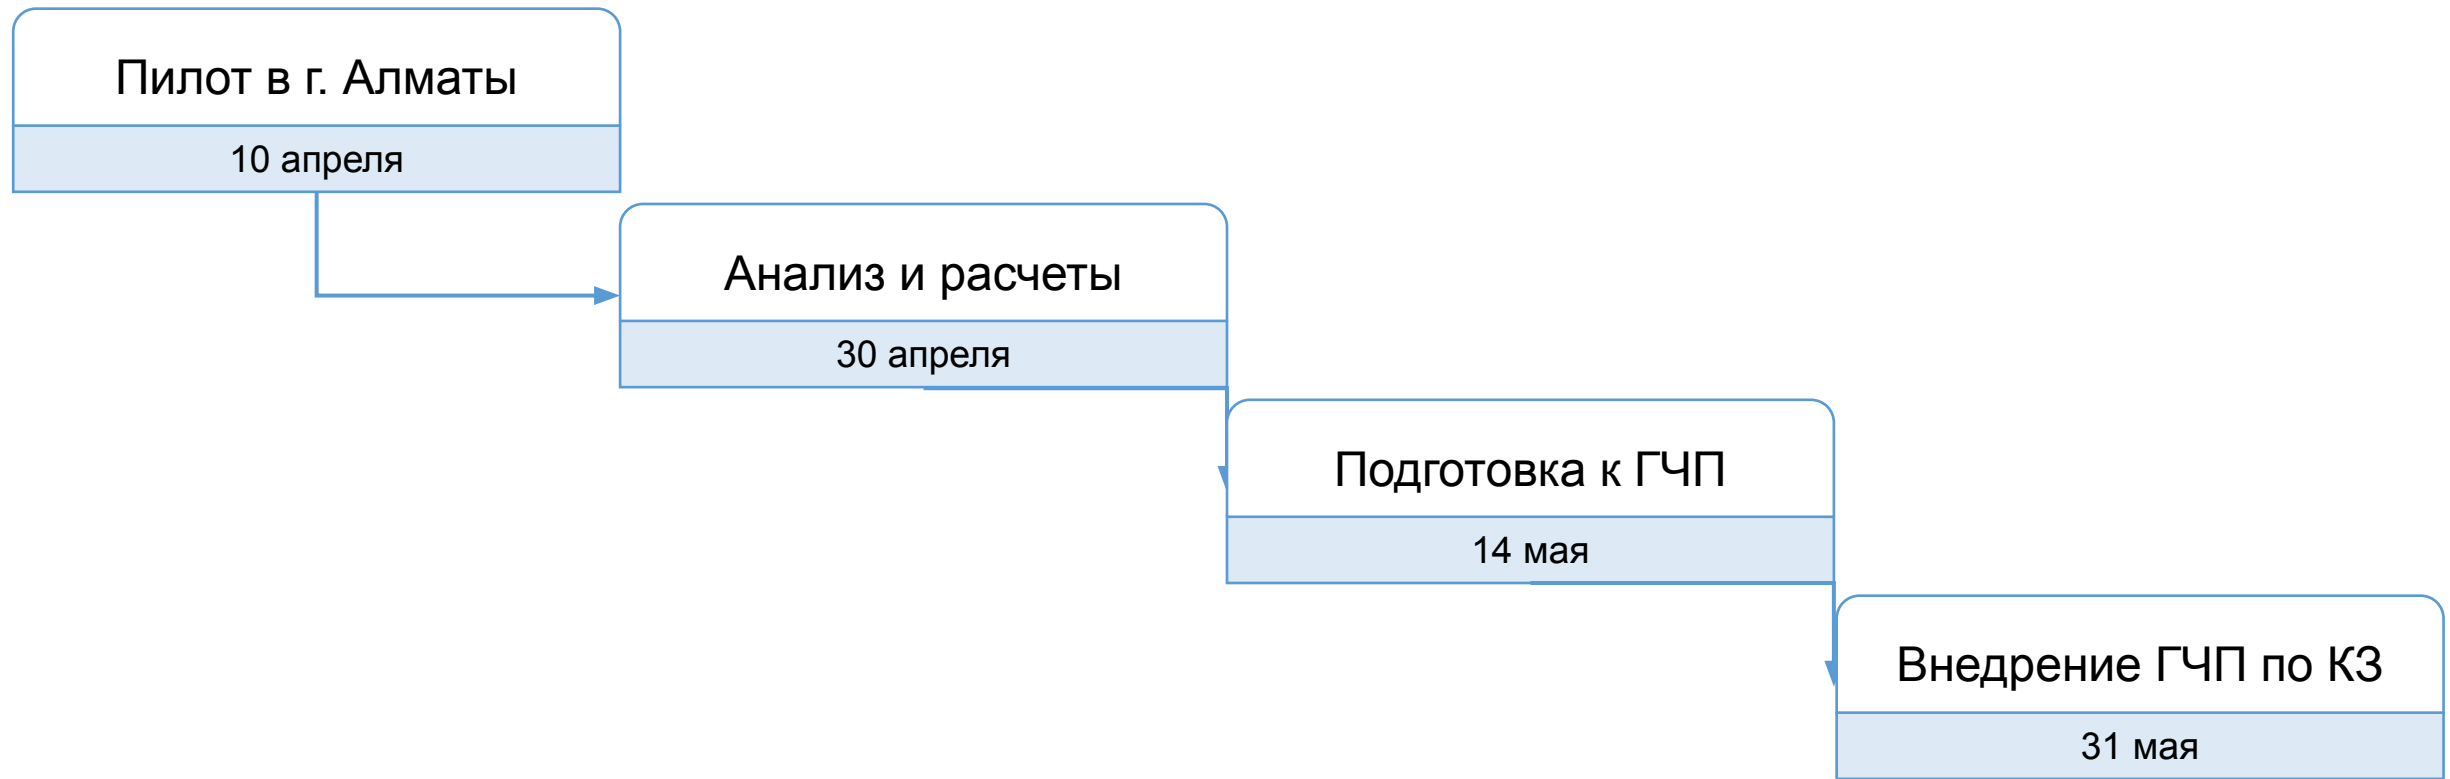 Пилот в г. Алматы
10 апреля
Анализ и расчеты
30 апреля
Подготовка к ГЧП
14 мая
Внедрение ГЧП по КЗ
31 мая